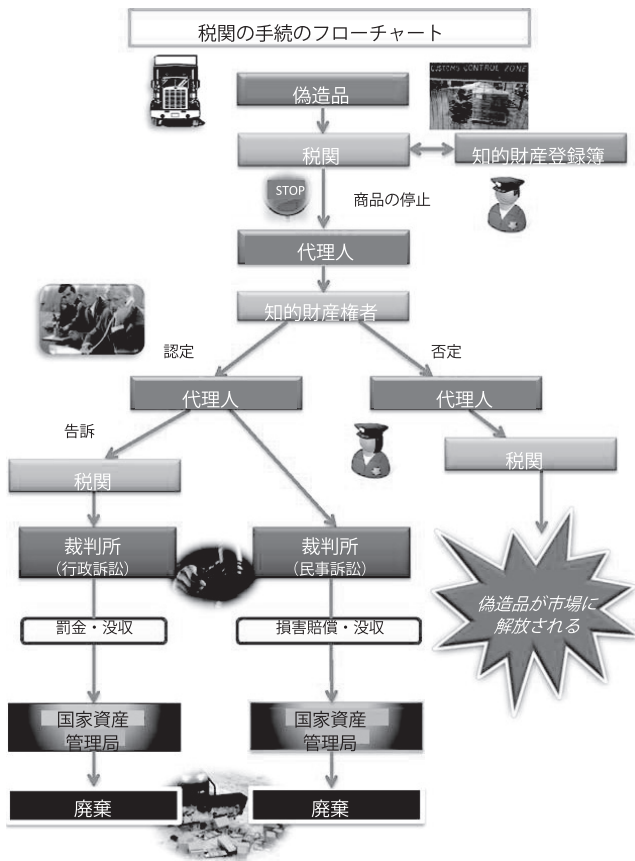 税関の手続のフローチャート
偽造品
CUSTOMS CONTROL ZONE
税関
知的財産登録簿
STOP
商品の停止
代理人
知的財産権者
認定
否定
代理人
代理人
告訴
税関
税関
裁判所
(行政訴訟)
裁判所
(民事訴訟)
偽造品が市場に
解放される
罰金・没収
損害賠償・没収
国家資産
管理局
国家資産
管理局
廃棄
廃棄